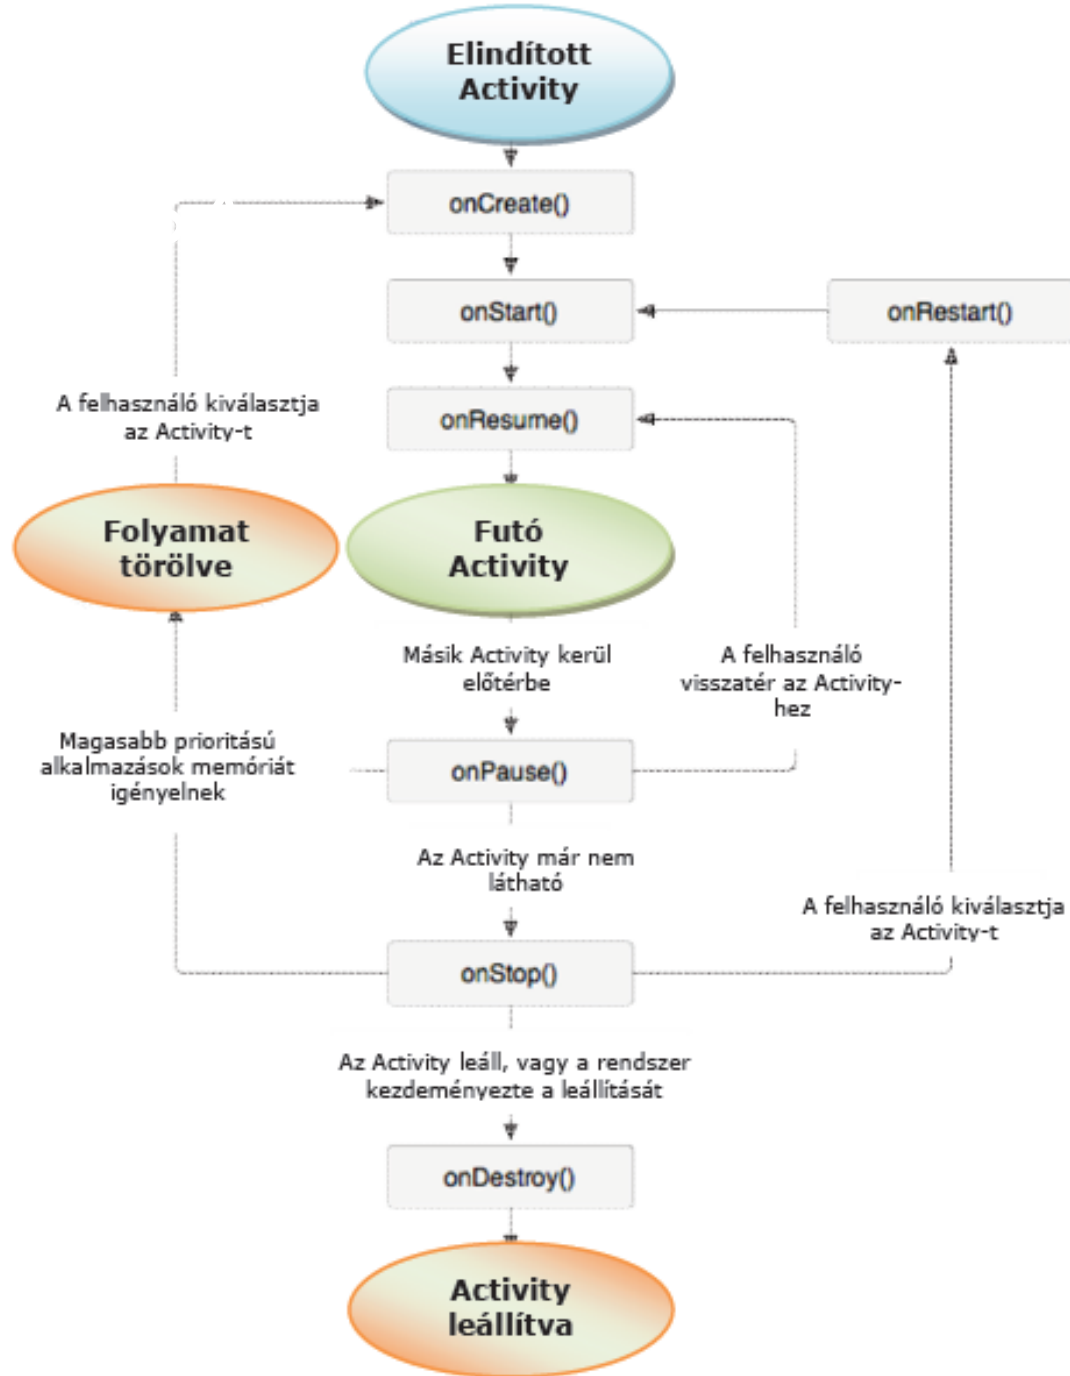 Elindított
Activity
onCreate()
onStart()
onRestart()
A felhasználó kiválasztja
az Activity-t
onResume()
Folyamat
törölve
Futó
Activity
Másik Activity kerül
előtérbe
A felhasználó
visszatér az Activity-
hez
Magasabb prioritású
alkalmazások memóriát
igényelnek
onPause()
Az Activity már nem
látható
A felhasználó kiválasztja
az Activity-t
onStop()
Az Activity leáll, vagy a rendszer
kezdeményezte a leállítását
onDestroy()
Activity
leállítva